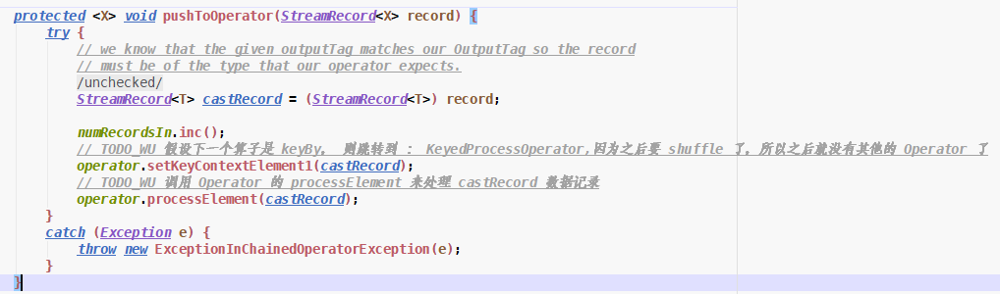 protected <X> void pushToOperator(StreamRecord<X> record) {
try {
// we know that the given outputTag matches our OutputTag so the record
// must be of the type that our operator expects.
/unchecked/
StreamRecord<T> castRecord = (StreamRecord<T>) record;
numRecordsIn.inc();
// TODO_WU 假设下一个算子是 keyBy， 则跳转到 ： KeyedProcessOperator,因为之后要 shuffle 了，所以之后就没有其他的 Operator 了
operator.setKeyContextElement1(castRecord);
// TODO_WU 调用 Operator 的 processElement 来处理 castRecord 数据记录
operator.processElement(castRecord);
}
catch (Exception e) {
throw new ExceptionInChainedOperatorException(e);
}
}